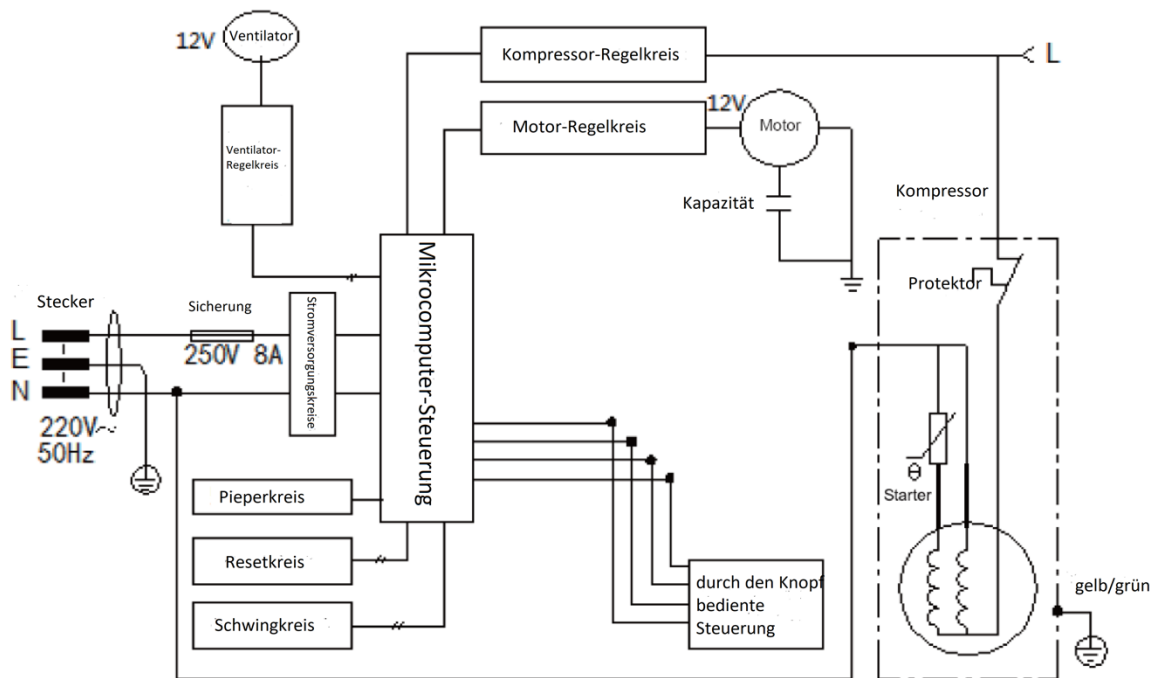 12V
Ventilator
Kompressor-Regelkreis
L
12V
Motor-Regelkreis
Motor
Ventilator-
Regelkreis
Kapazität
Kompressor
Mikrocomputer-Steuerung
Protektor
Stecker
Sicherung
Stromversorgungskreise
L
E
N
250V 8A
220V~
50Hz
θ
Starter
Pieperkreis
Resetkreis
Schwingkreis
durch den Knopf
bediente
Steuerung
gelb/grün